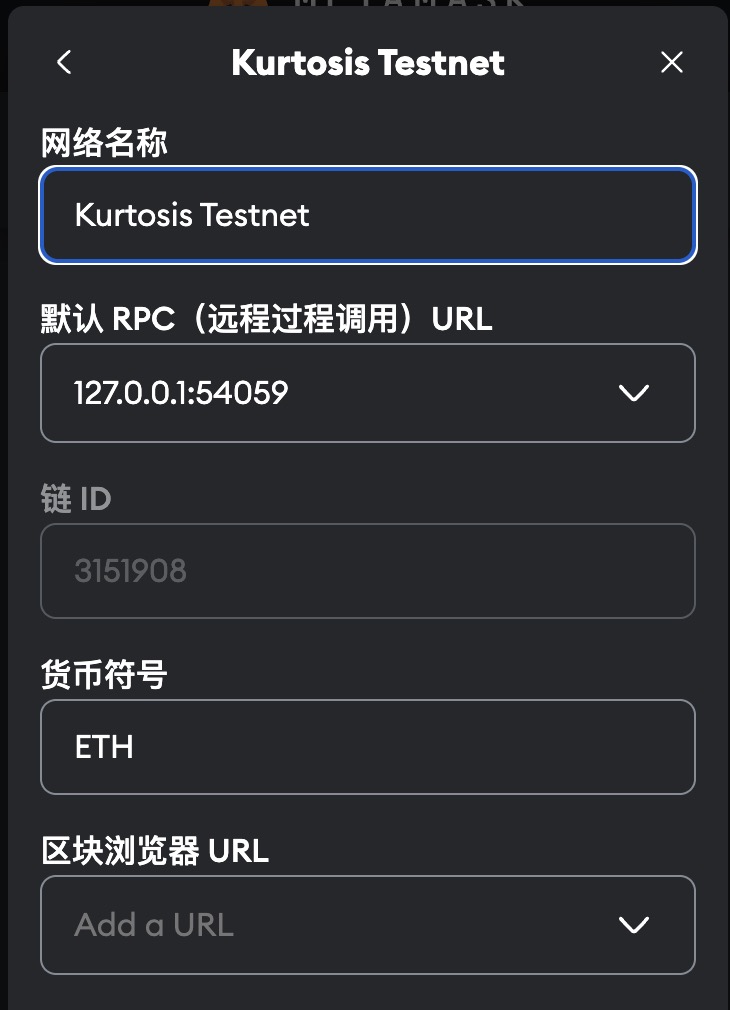 Kurtosis Testnet
网络名称
Kurtosis Testnet
默认 RPC（远程过程调用）URL
127.0.0.1:54059
链 ID
3151908
货币符号
ETH
区块浏览器 URL
Add a URL